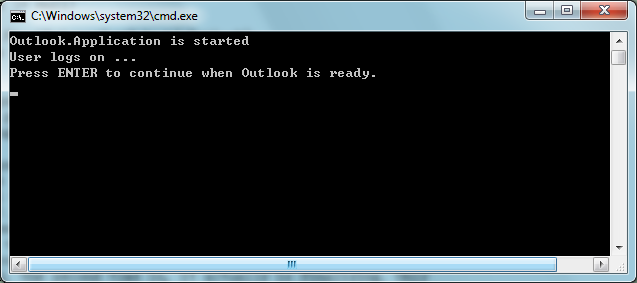 C:\Windows\system32\cmd.exe
Outlook.Application is started
User logs on ...
Press ENTER to continue when Outlook is ready.